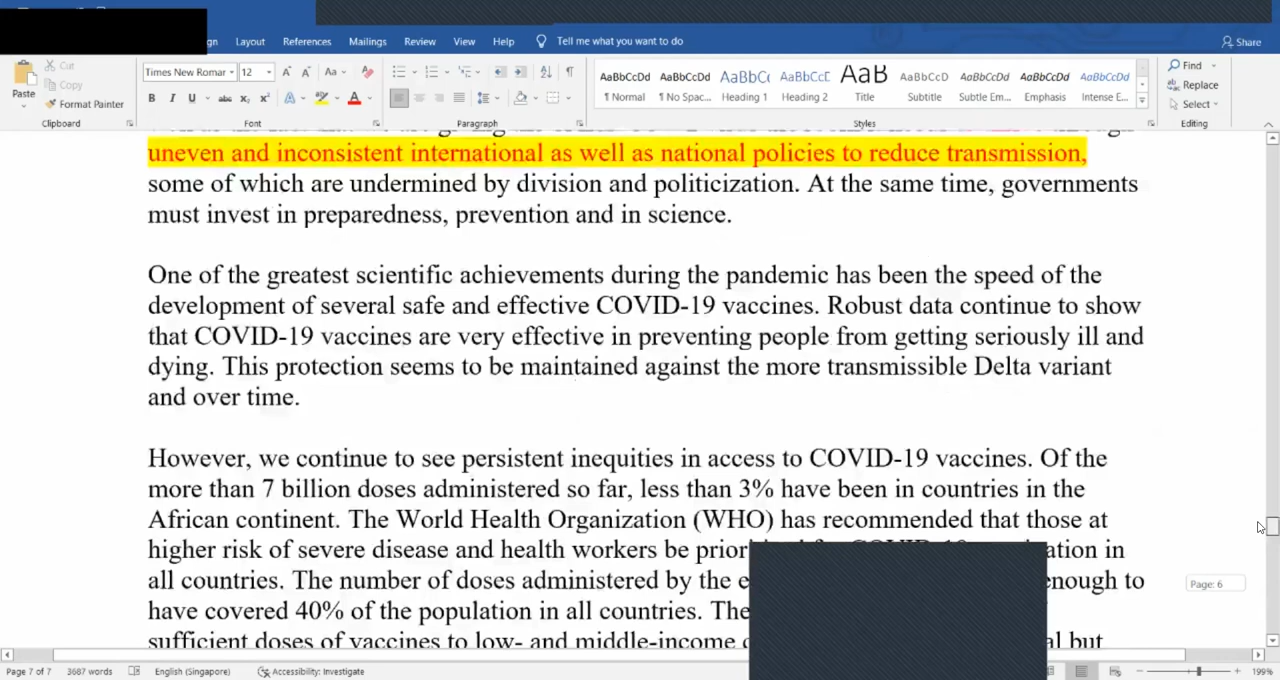 Layout References Mailings Review View Help Tell me what you want to do Share
Paste Cut Copy Format Painter Clipboard
Times New Romar 12 Aa
B I U abc X₂ X² A A Font
Paragraph
AaBbCcDd ¶ Normal AaBbCcDd ¶ No Spac... AaBbC( Heading 1 AaBbCcC Heading 2 AaB Title AaBbCcD Subtitle AaBbCcDd Subtle Em... AaBbCcDd Emphasis AaBbCcDd Intense E... Styles
Find Replace Select Editing
uneven and inconsistent international as well as national policies to reduce transmission,
some of which are undermined by division and politicization. At the same time, governments
must invest in preparedness, prevention and in science.
One of the greatest scientific achievements during the pandemic has been the speed of the
development of several safe and effective COVID-19 vaccines. Robust data continue to show
that COVID-19 vaccines are very effective in preventing people from getting seriously ill and
dying. This protection seems to be maintained against the more transmissible Delta variant
and over time.
However, we continue to see persistent inequities in access to COVID-19 vaccines. Of the
more than 7 billion doses administered so far, less than 3% have been in countries in the
African continent. The World Health Organization (WHO) has recommended that those at
higher risk of severe disease and health workers be in
all countries. The number of doses administered by the enough to
have covered 40% of the population in all countries.
sufficient doses of vaccines to low- and middle-income but
Page: 6
Page 7 of 7 3687 words English (Singapore) Accessibility: Investigate 199%